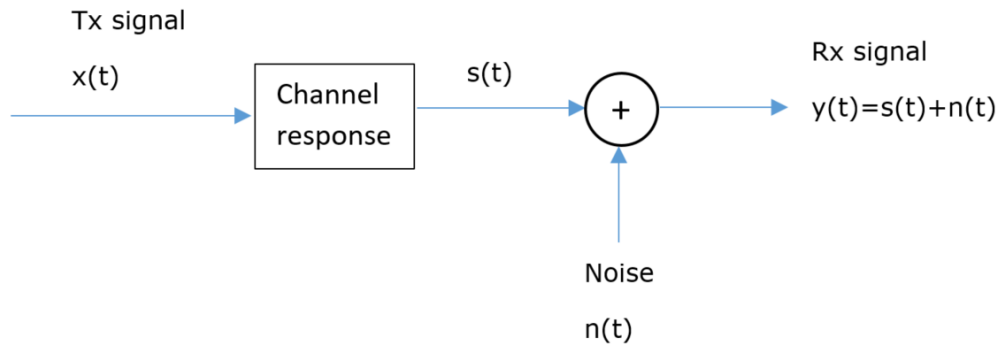 Tx signal
x(t)
Channel
response
s(t)
+
Rx signal
y(t)=s(t)+n(t)
Noise
n(t)